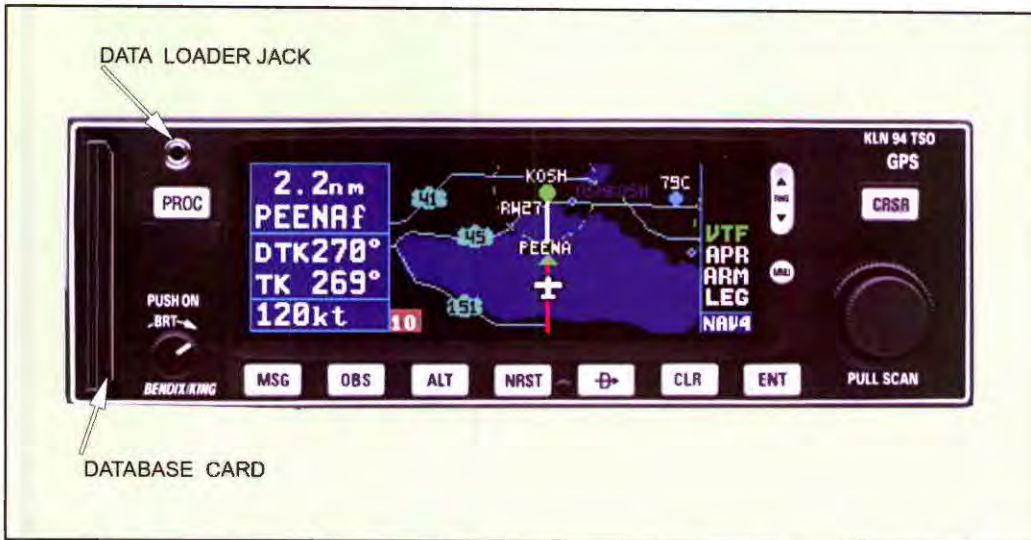 DATA LOADER JACK
KLN 94 TSO
GPS
PROC
CRSR
2.2nm
PEENAf
DTK270°
TK 269°
120kt
10
41
45
151
KOSH
RW27
PEENA
79C
VTF
APR
ARM
LEG
NAV4
RNG
MENU
PUSH ON
BRT
BENDIX/KING
MSG
OBS
ALT
NRST
D
CLR
ENT
PULL SCAN
DATABASE CARD